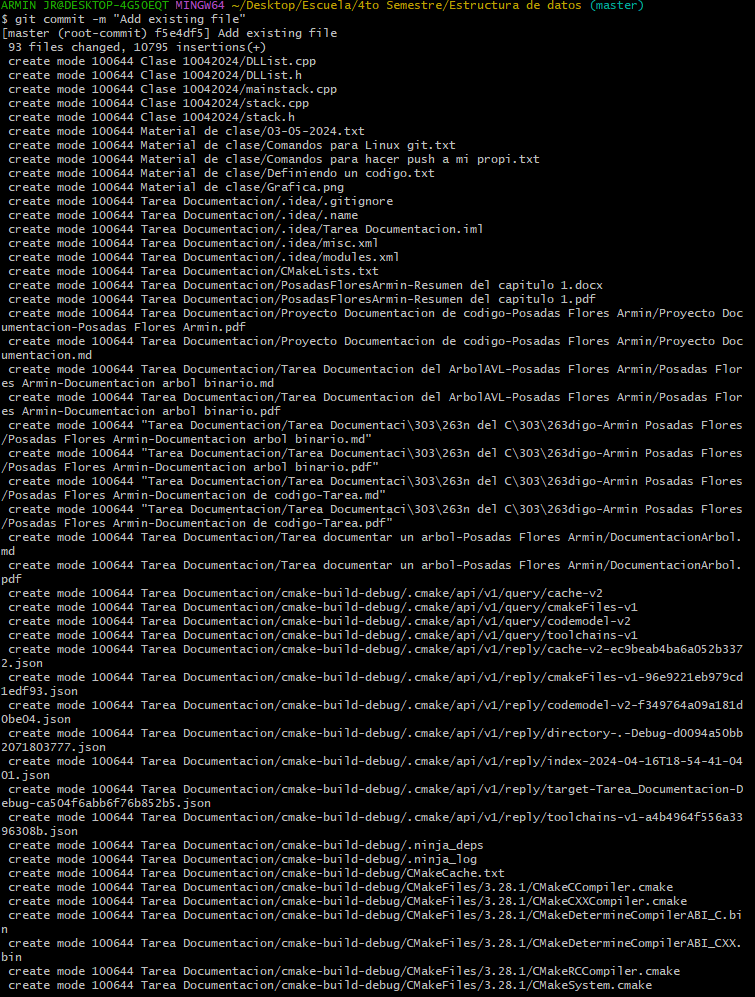 ARMIN JR@DESKTOP-4G5OEQT MINGW64 ~/Desktop/Escuela/4to Semestre/Estructura de datos (master)
$ git commit -m "Add existing file"
[master (root-commit) f5e4df5] Add existing file
 93 files changed, 10795 insertions(+)
 create mode 100644 Clase 10042024/DLList.cpp
 create mode 100644 Clase 10042024/DLList.h
 create mode 100644 Clase 10042024/mainstack.cpp
 create mode 100644 Clase 10042024/stack.cpp
 create mode 100644 Clase 10042024/stack.h
 create mode 100644 Material de clase/03-05-2024.txt
 create mode 100644 Material de clase/Comandos para Linux git.txt
 create mode 100644 Material de clase/Comandos para hacer push a mi propi.txt
 create mode 100644 Material de clase/Definiendo un codigo.txt
 create mode 100644 Material de clase/Grafica.png
 create mode 100644 Tarea Documentacion/.idea/.gitignore
 create mode 100644 Tarea Documentacion/.idea/.name
 create mode 100644 Tarea Documentacion/.idea/Tarea Documentacion.iml
 create mode 100644 Tarea Documentacion/.idea/misc.xml
 create mode 100644 Tarea Documentacion/.idea/modules.xml
 create mode 100644 Tarea Documentacion/CMakeLists.txt
 create mode 100644 Tarea Documentacion/PosadasFloresArmin-Resumen del capitulo 1.docx
 create mode 100644 Tarea Documentacion/PosadasFloresArmin-Resumen del capitulo 1.pdf
 create mode 100644 Tarea Documentacion/Proyecto Documentacion de codigo-Posadas Flores Armin/Proyecto Doc
umentacion-Posadas Flores Armin.pdf
 create mode 100644 Tarea Documentacion/Proyecto Documentacion de codigo-Posadas Flores Armin/Proyecto Doc
umentacion.md
 create mode 100644 Tarea Documentacion/Tarea Documentacion del ArbolAVL-Posadas Flores Armin/Posadas Flor
es Armin-Documentacion arbol binario.md
 create mode 100644 Tarea Documentacion/Tarea Documentacion del ArbolAVL-Posadas Flores Armin/Posadas Flor
es Armin-Documentacion arbol binario.pdf
 create mode 100644 "Tarea Documentacion/Tarea Documentaci\303\263n del C\303\263digo-Armin Posadas Flores
/Posadas Flores Armin-Documentacion arbol binario.md"
 create mode 100644 "Tarea Documentacion/Tarea Documentaci\303\263n del C\303\263digo-Armin Posadas Flores
/Posadas Flores Armin-Documentacion arbol binario.pdf"
 create mode 100644 "Tarea Documentacion/Tarea Documentaci\303\263n del C\303\263digo-Armin Posadas Flores
/Posadas Flores Armin-Documentacion de codigo-Tarea.md"
 create mode 100644 "Tarea Documentacion/Tarea Documentaci\303\263n del C\303\263digo-Armin Posadas Flores
/Posadas Flores Armin-Documentacion de codigo-Tarea.pdf"
 create mode 100644 Tarea Documentacion/Tarea documentar un arbol-Posadas Flores Armin/DocumentacionArbol.
md
 create mode 100644 Tarea Documentacion/Tarea documentar un arbol-Posadas Flores Armin/DocumentacionArbol.
pdf
 create mode 100644 Tarea Documentacion/cmake-build-debug/.cmake/api/v1/query/cache-v2
 create mode 100644 Tarea Documentacion/cmake-build-debug/.cmake/api/v1/query/cmakeFiles-v1
 create mode 100644 Tarea Documentacion/cmake-build-debug/.cmake/api/v1/query/codemodel-v2
 create mode 100644 Tarea Documentacion/cmake-build-debug/.cmake/api/v1/query/toolchains-v1
 create mode 100644 Tarea Documentacion/cmake-build-debug/.cmake/api/v1/reply/cache-v2-ec9beab4ba6a052b337
2.json
 create mode 100644 Tarea Documentacion/cmake-build-debug/.cmake/api/v1/reply/cmakeFiles-v1-96e9221eb979cd
1edf93.json
 create mode 100644 Tarea Documentacion/cmake-build-debug/.cmake/api/v1/reply/codemodel-v2-f349764a09a181d
0be04.json
 create mode 100644 Tarea Documentacion/cmake-build-debug/.cmake/api/v1/reply/directory-.-Debug-d0094a50bb
2071803777.json
 create mode 100644 Tarea Documentacion/cmake-build-debug/.cmake/api/v1/reply/index-2024-04-16T18-54-41-04
01.json
 create mode 100644 Tarea Documentacion/cmake-build-debug/.cmake/api/v1/reply/target-Tarea_Documentacion-D
ebug-ca504f6abb6f76b852b5.json
 create mode 100644 Tarea Documentacion/cmake-build-debug/.cmake/api/v1/reply/toolchains-v1-a4b4964f556a33
96308b.json
 create mode 100644 Tarea Documentacion/cmake-build-debug/.ninja_deps
 create mode 100644 Tarea Documentacion/cmake-build-debug/.ninja_log
 create mode 100644 Tarea Documentacion/cmake-build-debug/CMakeCache.txt
 create mode 100644 Tarea Documentacion/cmake-build-debug/CMakeFiles/3.28.1/CMakeCCompiler.cmake
 create mode 100644 Tarea Documentacion/cmake-build-debug/CMakeFiles/3.28.1/CMakeCXXCompiler.cmake
 create mode 100644 Tarea Documentacion/cmake-build-debug/CMakeFiles/3.28.1/CMakeDetermineCompilerABI_C.bi
n
 create mode 100644 Tarea Documentacion/cmake-build-debug/CMakeFiles/3.28.1/CMakeDetermineCompilerABI_CXX.
bin
 create mode 100644 Tarea Documentacion/cmake-build-debug/CMakeFiles/3.28.1/CMakeRCCompiler.cmake
 create mode 100644 Tarea Documentacion/cmake-build-debug/CMakeFiles/3.28.1/CMakeSystem.cmake